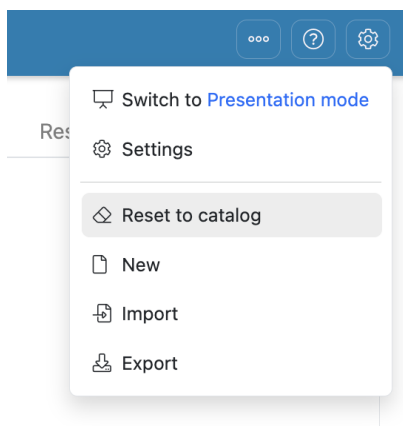 Switch to Presentation mode
Res
Settings
Reset to catalog
New
Import
Export